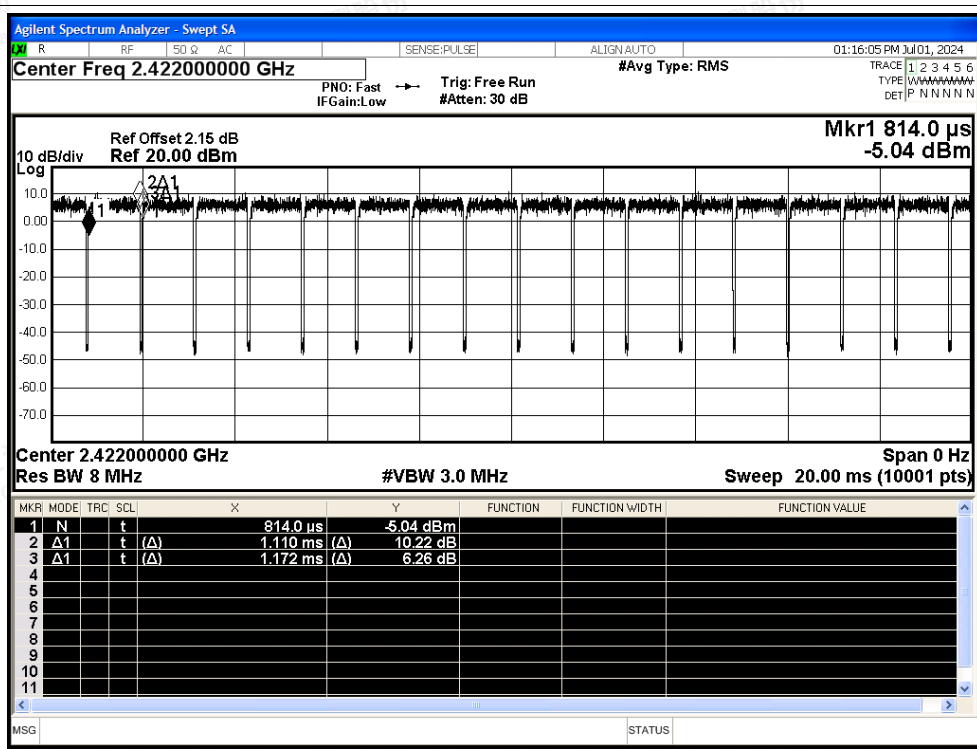 Agilent Spectrum Analyzer - Swept SA
LXI R RF 50 Ω AC SENSE:PULSE ALIGN AUTO 01:16:05 PM Jul 01, 2024
Center Freq 2.422000000 GHz #Avg Type: RMS TRACE 1 2 3 4 5 6
PNO: Fast Trig: Free Run TYPE
IFGain:Low #Atten: 30 dB DET P N N N N N
Mkr1 814.0 µs
Ref Offset 2.15 dB
10 dB/div Ref 20.00 dBm -5.04 dBm
Log
2Δ1
10.0 3Δ1
1
0.00
-10.0
-20.0
-30.0
-40.0
-50.0
-60.0
-70.0
Center 2.422000000 GHz Span 0 Hz
Res BW 8 MHz #VBW 3.0 MHz Sweep 20.00 ms (10001 pts)
MKR MODE TRC SCL X Y FUNCTION FUNCTION WIDTH FUNCTION VALUE
1 N t 814.0 µs -5.04 dBm
2 Δ1 t (Δ) 1.110 ms (Δ) 10.22 dB
3 Δ1 t (Δ) 1.172 ms (Δ) 6.26 dB
4
5
6
7
8
9
10
11
MSG STATUS